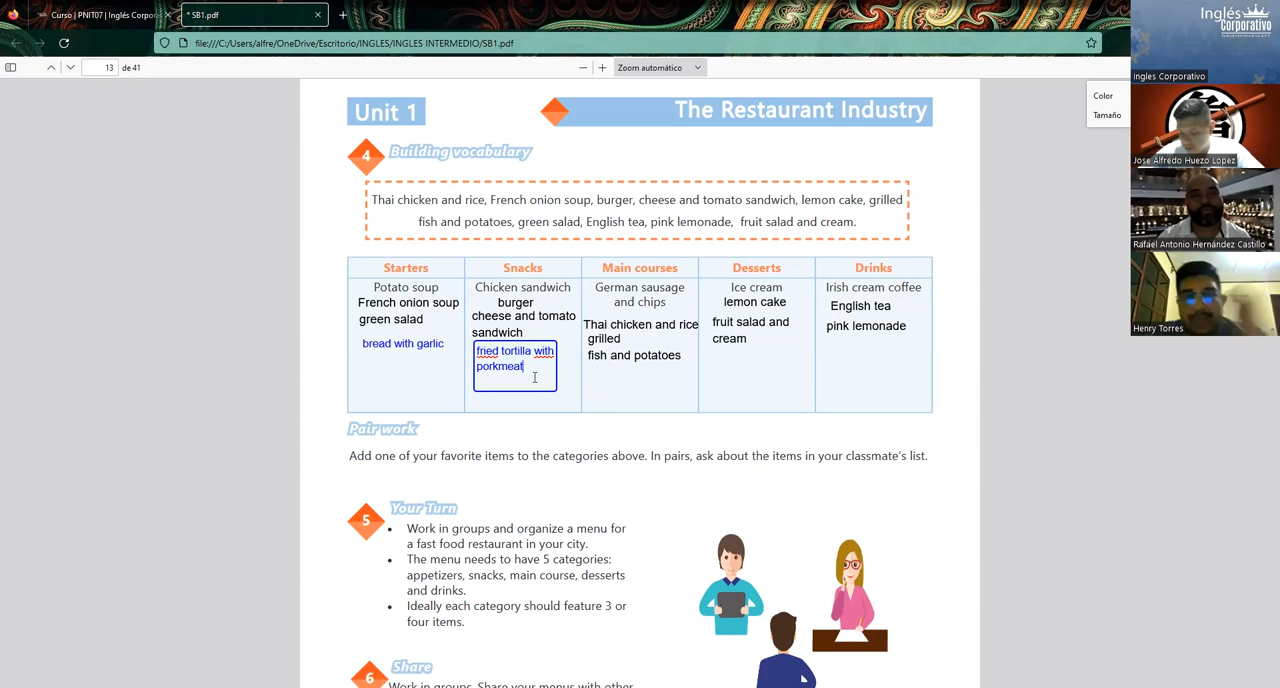 Curso | PNIT07 | Inglés Corpor
* SB1.pdf
file:///C:/Users/alfre/OneDrive/Escritorio/INGLES/INGLES INTERMEDIO/SB1.pdf
13
de 41
Zoom automático
Color
Tamaño
Inglés
Corporativo
Ingles Corporativo
Jose Alfredo Huezo Lopez
Rafael Antonio Hernández Castillo
Henry Torres
Unit 1
The Restaurant Industry
4
Building vocabulary
Thai chicken and rice, French onion soup, burger, cheese and tomato sandwich, lemon cake, grilled
fish and potatoes, green salad, English tea, pink lemonade, fruit salad and cream.
Starters
Snacks
Main courses
Desserts
Drinks
Potato soup
French onion soup
green salad
bread with garlic
Chicken sandwich
burger
cheese and tomato
sandwich
fried tortilla with
porkmeat
German sausage
and chips
Thai chicken and rice
grilled
fish and potatoes
Ice cream
lemon cake
fruit salad and
cream
Irish cream coffee
English tea
pink lemonade
Pair work
Add one of your favorite items to the categories above. In pairs, ask about the items in your classmate's list.
5
Your Turn
• Work in groups and organize a menu for
a fast food restaurant in your city.
• The menu needs to have 5 categories:
appetizers, snacks, main course, desserts
and drinks.
• Ideally each category should feature 3 or
four items.
6
Share
Work in groups. Share your menus with other